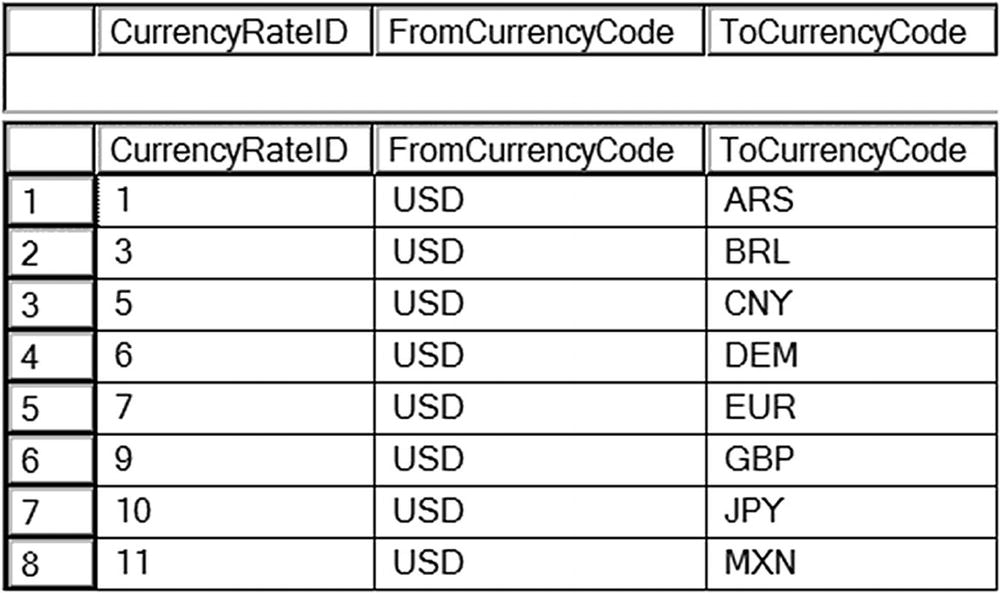 CurrencyRateID FromCurrencyCode ToCurrencyCode
CurrencyRateID FromCurrencyCode ToCurrencyCode
1 1 USD ARS
2 3 USD BRL
3 5 USD CNY
4 6 USD DEM
5 7 USD EUR
6 9 USD GBP
7 10 USD JPY
8 11 USD MXN